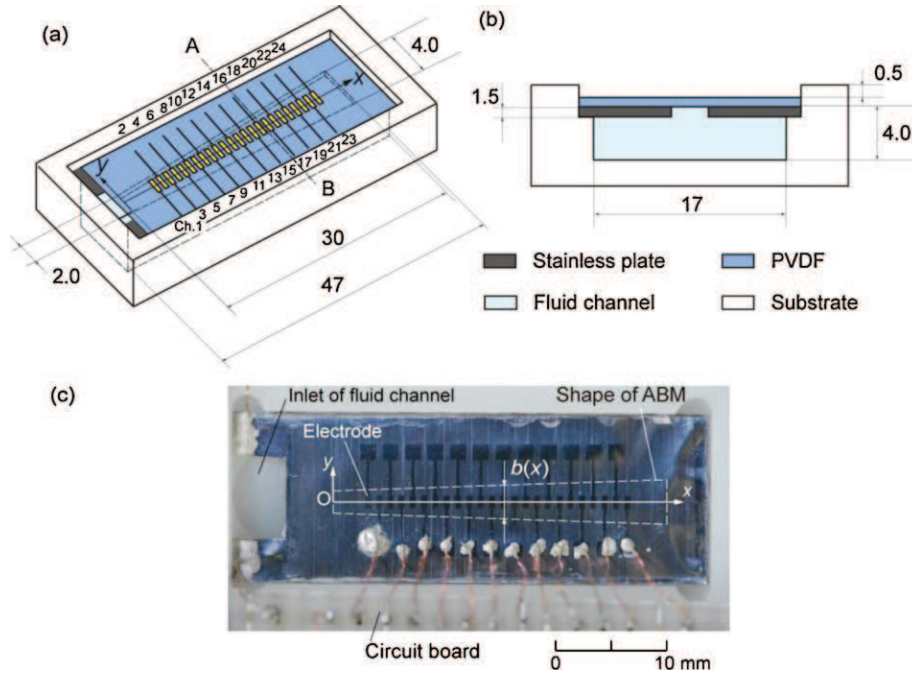 (a)
A
4.0
2 4 6 8 10 12 14 16 18 20 22 24
x
y
Ch.1 3 5 7 9 11 13 15 17 19 21 23
B
30
47
2.0
(b)
0.5
1.5
4.0
17
Stainless plate
PVDF
Fluid channel
Substrate
(c)
Inlet of fluid channel
Shape of ABM
Electrode
y
b(x)
O
x
Circuit board
0 10 mm